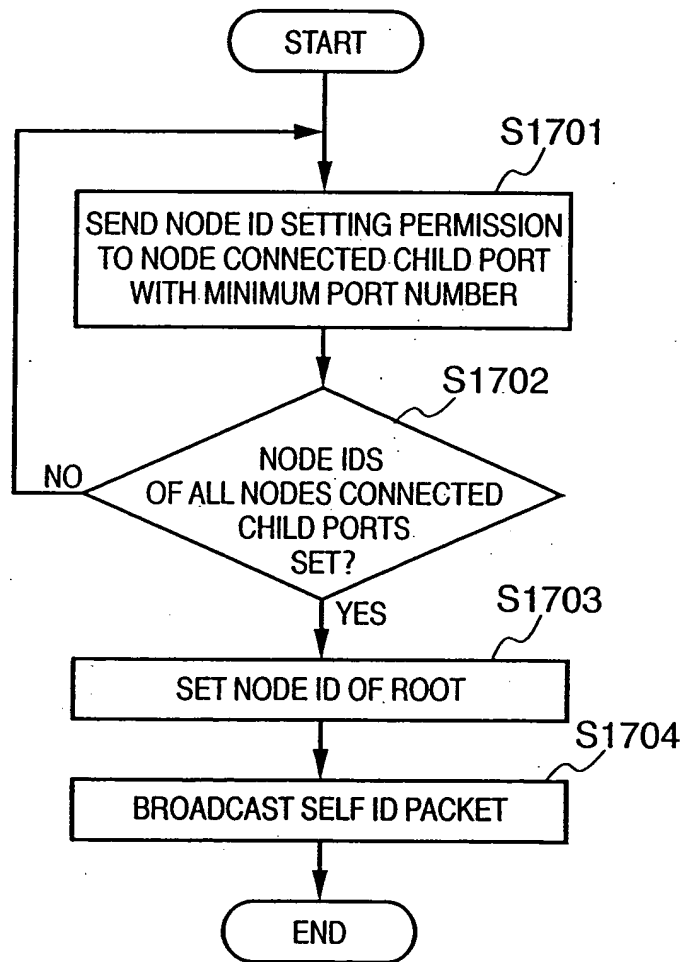 START
S1701
SEND NODE ID SETTING PERMISSION
TO NODE CONNECTED CHILD PORT
WITH MINIMUM PORT NUMBER
S1702
NODE IDS
OF ALL NODES CONNECTED
CHILD PORTS
SET?
NO
YES
S1703
SET NODE ID OF ROOT
S1704
BROADCAST SELF ID PACKET
END